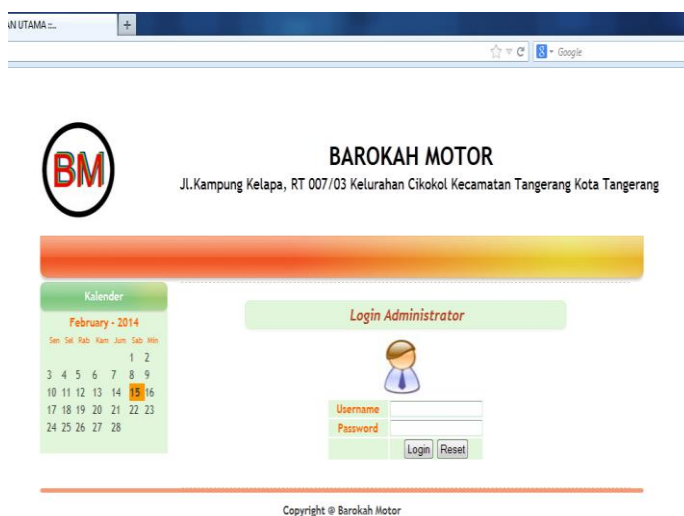 AN UTAMA ::..
+
Google
BM
BAROKAH MOTOR
Jl.Kampung Kelapa, RT 007/03 Kelurahan Cikokol Kecamatan Tangerang Kota Tangerang
Kalender
February - 2014
Sen Sel Rab Kam Jum Sab Min
1 2
3 4 5 6 7 8 9
10 11 12 13 14 15 16
17 18 19 20 21 22 23
24 25 26 27 28
Login Administrator
Username
Password
Login Reset
Copyright @ Barokah Motor